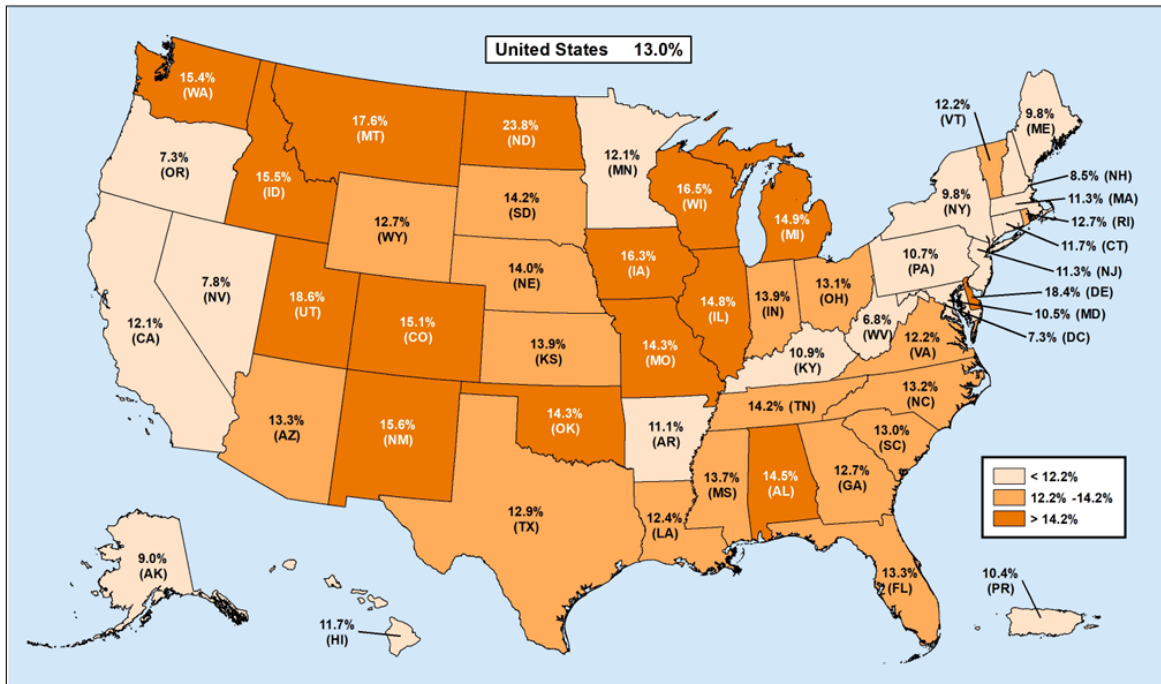 United States 13.0%
15.4%
(WA)
17.6%
(MT)
23.8%
(ND)
12.1%
(MN)
12.2%
(VT)
9.8%
(ME)
7.3%
(OR)
15.5%
(ID)
12.7%
(WY)
14.2%
(SD)
16.5%
(WI)
14.9%
(MI)
9.8%
(NY)
8.5% (NH)
11.3% (MA)
12.7% (RI)
11.7% (CT)
11.3% (NJ)
18.4% (DE)
10.5% (MD)
7.3% (DC)
7.8%
(NV)
12.1%
(CA)
18.6%
(UT)
15.1%
(CO)
14.0%
(NE)
13.9%
(KS)
16.3%
(IA)
14.3%
(MO)
14.8%
(IL)
13.9%
(IN)
13.1%
(OH)
10.7%
(PA)
6.8%
(WV)
12.2%
(VA)
10.9%
(KY)
13.3%
(AZ)
15.6%
(NM)
14.3%
(OK)
11.1%
(AR)
14.2% (TN)
13.2%
(NC)
13.0%
(SC)
12.9%
(TX)
12.4%
(LA)
13.7%
(MS)
14.5%
(AL)
12.7%
(GA)
13.3%
(FL)
< 12.2%
12.2% -14.2%
> 14.2%
9.0%
(AK)
11.7%
(HI)
10.4%
(PR)